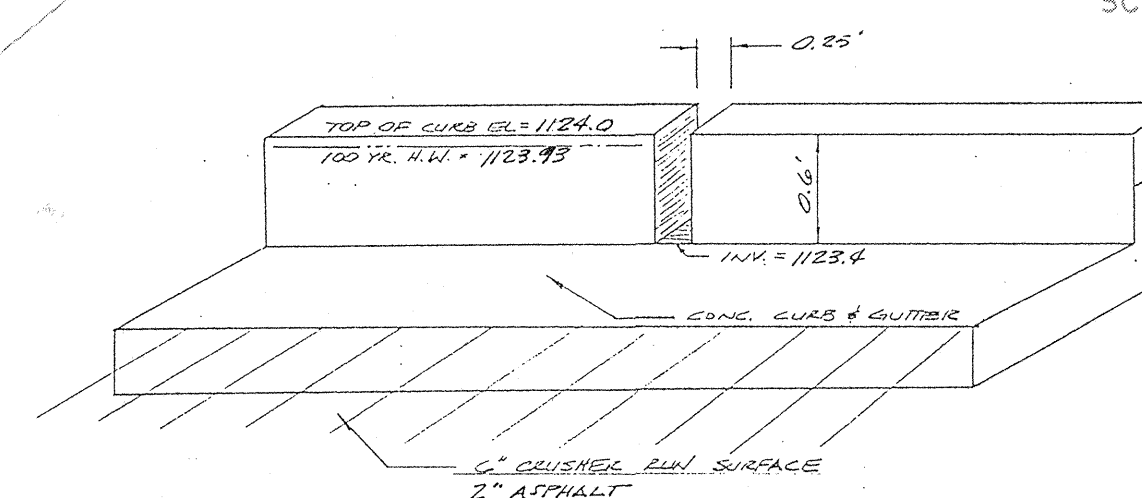 SC
0.25'
TOP OF CURB EL = 1124.0
100 YR. H.W. = 1123.93
0.6'
INV. = 1123.4
CONC. CURB & GUTTER
6" CRUSHER RUN SURFACE
2" ASPHALT